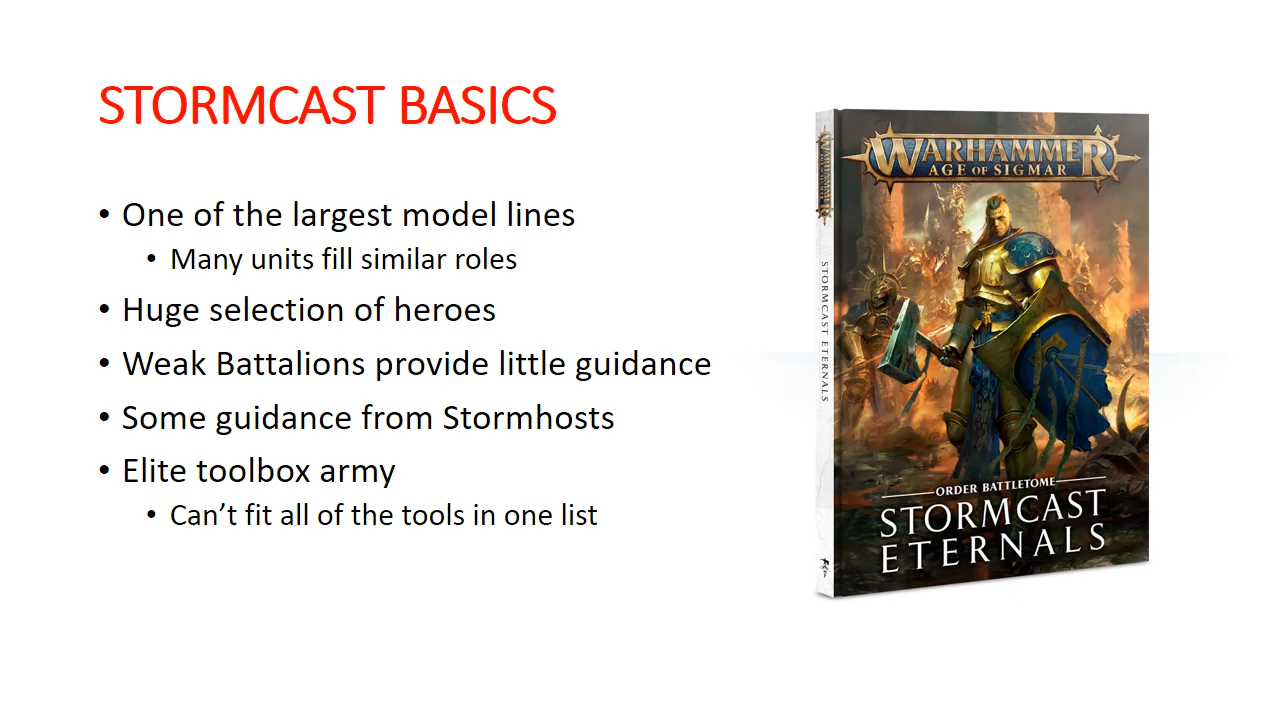 STORMCAST BASICS
• One of the largest model lines
• Many units fill similar roles
• Huge selection of heroes
• Weak Battalions provide little guidance
• Some guidance from Stormhosts
• Elite toolbox army
• Can’t fit all of the tools in one list
WARHAMMER
AGE OF SIGMAR
ORDER BATTLETOME
STORMCAST
ETERNALS
WARHAMMER
STORMCAST ETERNALS